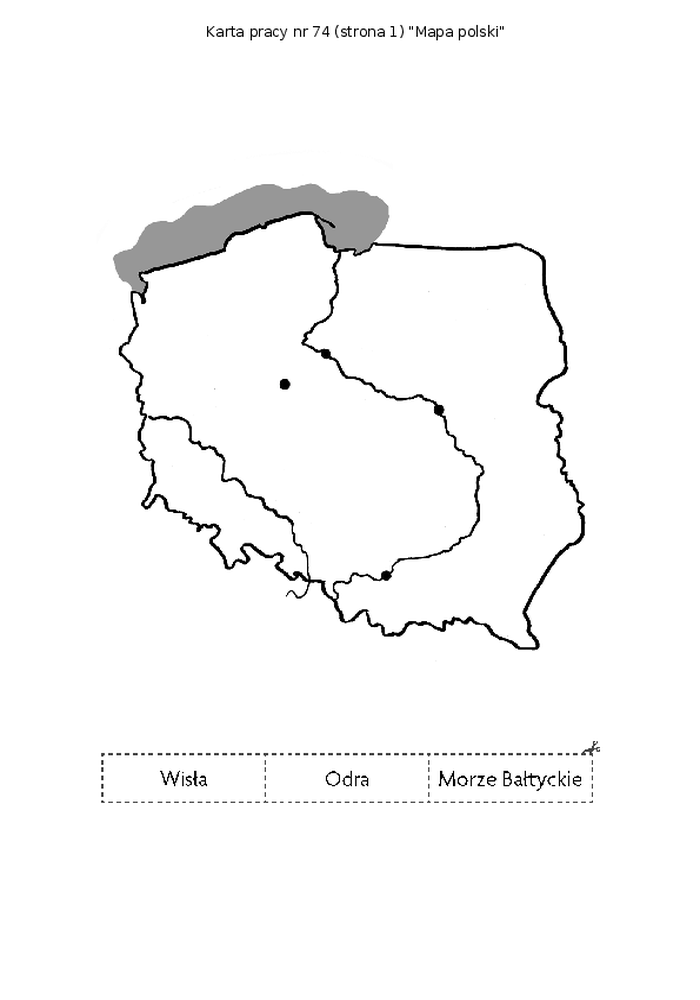 Karta pracy nr 74 (strona 1) "Mapa polski"
Wisła Odra Morze Bałtyckie